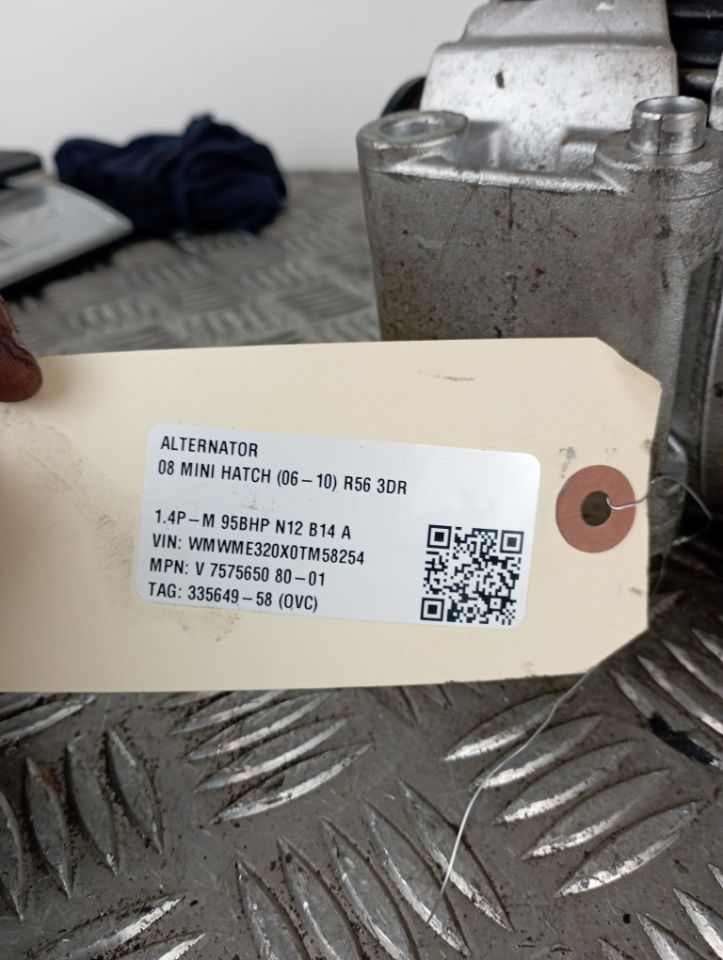 ALTERNATOR
08 MINI HATCH (06-10) R56 3DR
1.4P-M 95BHP N12 B14 A
VIN: WMWME320X0TM58254
MPN: V 7575650 80-01
TAG: 335649-58 (QVC)